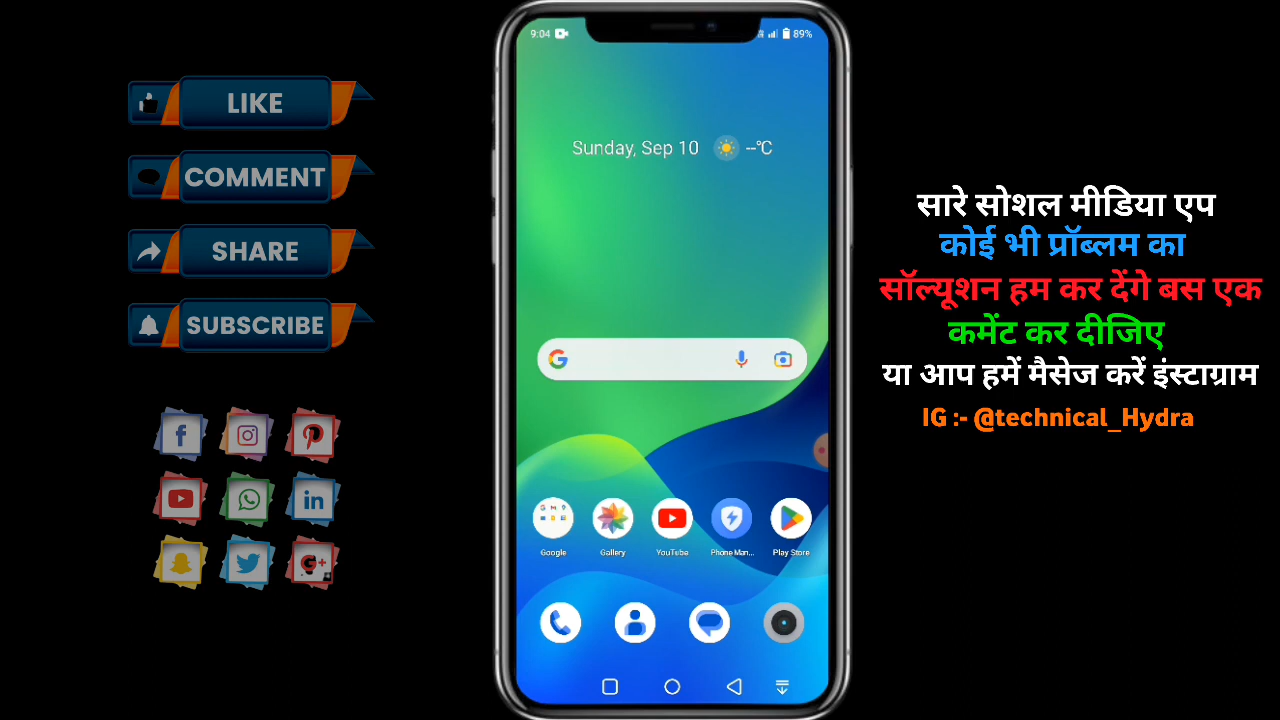 LIKE
COMMENT
SHARE
SUBSCRIBE
9:04
89%
Sunday, Sep 10
--°C
Google
Gallery
YouTube
Phone Man...
Play Store
सारे सोशल मीडिया एप
कोई भी प्रॉब्लम का
सॉल्यूशन हम कर देंगे बस एक
कमेंट कर दीजिए
या आप हमें मैसेज करें इंस्टाग्राम
IG :- @technical_Hydra